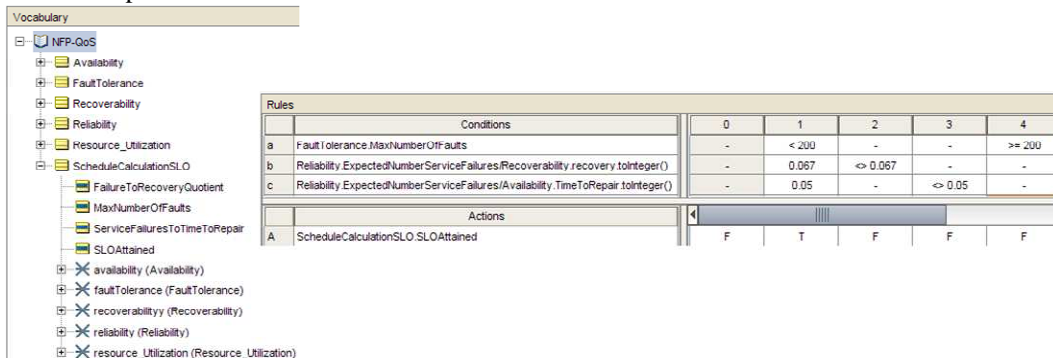 Vocabulary
NFP-QoS
Availability
FaultTolerance
Recoverability
Reliability
Resource_Utilization
ScheduleCalculationSLO
FailureToRecoveryQuotient
MaxNumberOfFaults
ServiceFailuresToTimeToRepair
SLOAttained
availability (Availability)
faultTolerance (FaultTolerance)
recoverabilityy (Recoverability)
reliability (Reliability)
resource_Utilization (Resource_Utilization)
Rules
Conditions 0 1 2 3 4
a FaultTolerance.MaxNumberOfFaults - < 200 - - >= 200
b Reliability.ExpectedNumberServiceFailures/Recoverability.recovery.toInteger() - 0.067 <> 0.067 - -
c Reliability.ExpectedNumberServiceFailures/Availability.TimeToRepair.toInteger() - 0.05 - <> 0.05 -
Actions
A ScheduleCalculationSLO.SLOAttained F T F F F